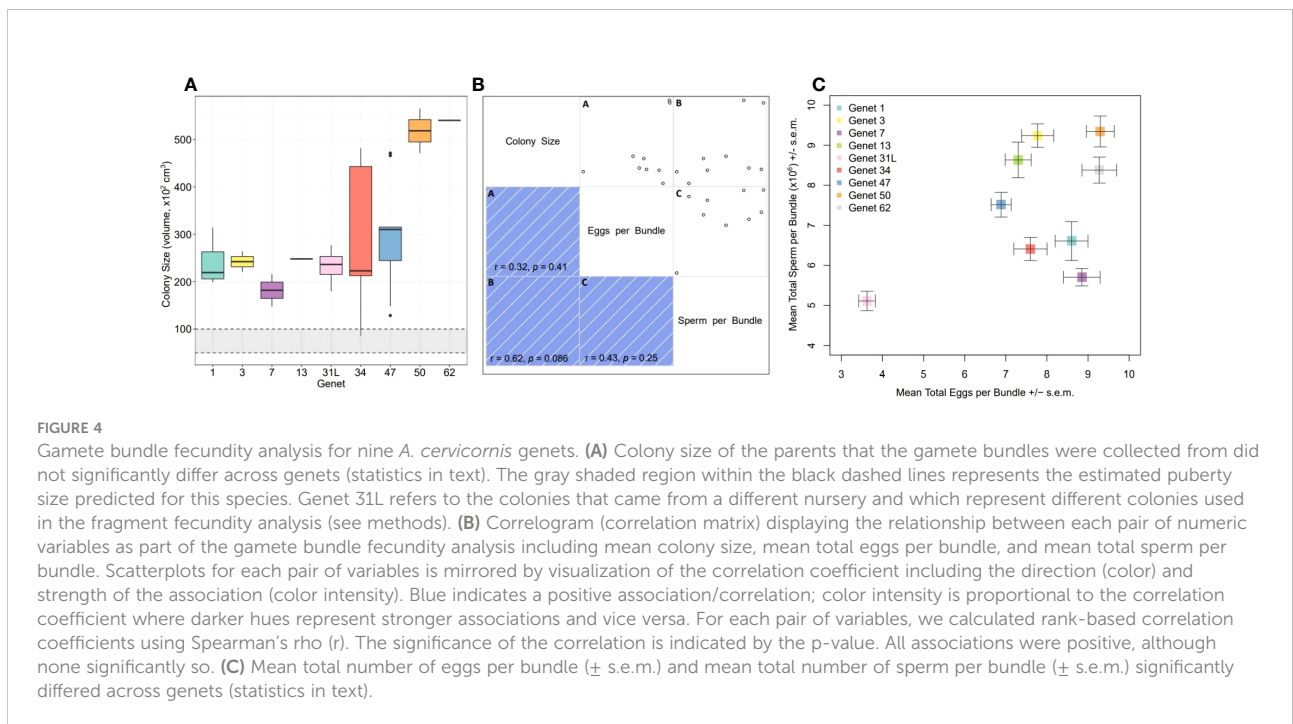 A
B
C
Colony Size (volume, x10² cm³)
500
400
300
200
100
1 3 7 13 31L 34 47 50 62
Genet
Colony Size
A
B
A
r = 0.32, p = 0.41
Eggs per Bundle
C
B
r = 0.62, p = 0.086
C
r = 0.43, p = 0.25
Sperm per Bundle
Mean Total Sperm per Bundle (x10⁶) +/- s.e.m.
10
9
8
7
6
5
4
Genet 1
Genet 3
Genet 7
Genet 13
Genet 31L
Genet 34
Genet 47
Genet 50
Genet 62
3 4 5 6 7 8 9 10
Mean Total Eggs per Bundle +/− s.e.m.
FIGURE 4
Gamete bundle fecundity analysis for nine A. cervicornis genets. (A) Colony size of the parents that the gamete bundles were collected from did
not significantly differ across genets (statistics in text). The gray shaded region within the black dashed lines represents the estimated puberty
size predicted for this species. Genet 31L refers to the colonies that came from a different nursery and which represent different colonies used
in the fragment fecundity analysis (see methods). (B) Correlogram (correlation matrix) displaying the relationship between each pair of numeric
variables as part of the gamete bundle fecundity analysis including mean colony size, mean total eggs per bundle, and mean total sperm per
bundle. Scatterplots for each pair of variables is mirrored by visualization of the correlation coefficient including the direction (color) and
strength of the association (color intensity). Blue indicates a positive association/correlation; color intensity is proportional to the correlation
coefficient where darker hues represent stronger associations and vice versa. For each pair of variables, we calculated rank-based correlation
coefficients using Spearman's rho (r). The significance of the correlation is indicated by the p-value. All associations were positive, although
none significantly so. (C) Mean total number of eggs per bundle (± s.e.m.) and mean total number of sperm per bundle (± s.e.m.) significantly
differed across genets (statistics in text).